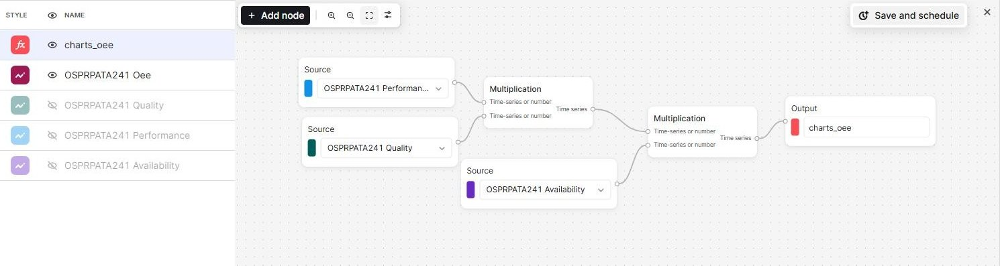 STYLE NAME
charts_oee
OSPRPATA241 Oee
OSPRPATA241 Quality
OSPRPATA241 Performance
OSPRPATA241 Availability
+ Add node
Save and schedule
Source
OSPRPATA241 Performan...
Source
OSPRPATA241 Quality
Source
OSPRPATA241 Availability
Multiplication
Time-series or number
Time series
Time-series or number
Multiplication
Time-series or number
Time series
Time-series or number
Output
charts_oee